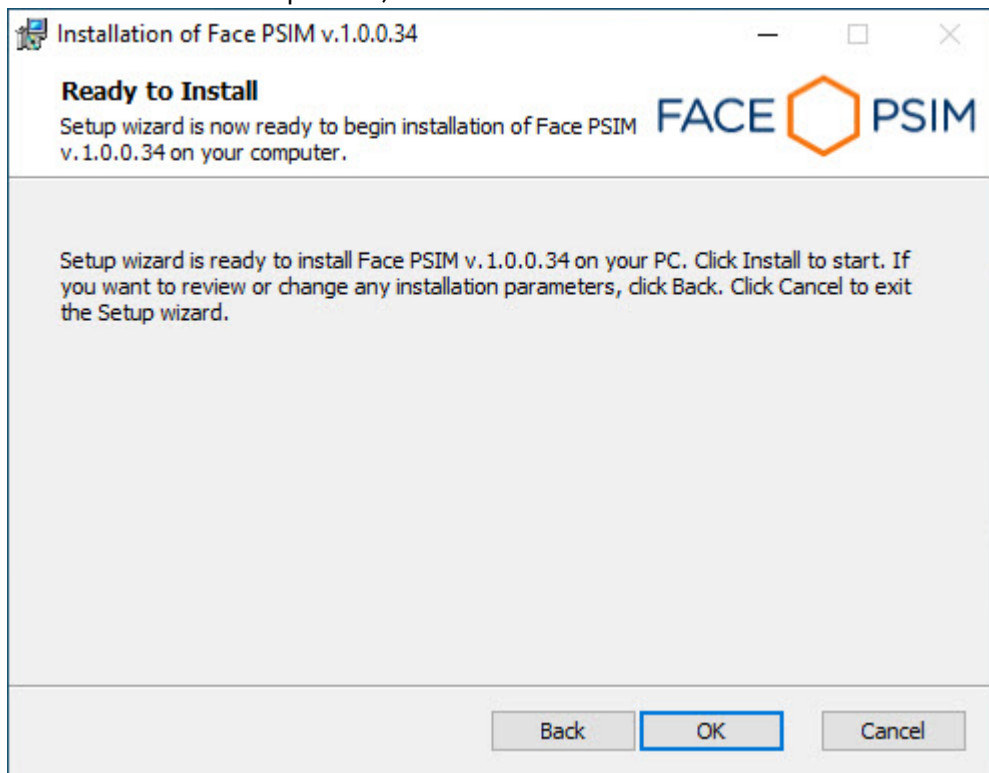 Installation of Face PSIM v.1.0.0.34
Ready to Install
Setup wizard is now ready to begin installation of Face PSIM
v.1.0.0.34 on your computer.
FACE PSIM
Setup wizard is ready to install Face PSIM v.1.0.0.34 on your PC. Click Install to start. If
you want to review or change any installation parameters, click Back. Click Cancel to exit
the Setup wizard.
Back OK Cancel